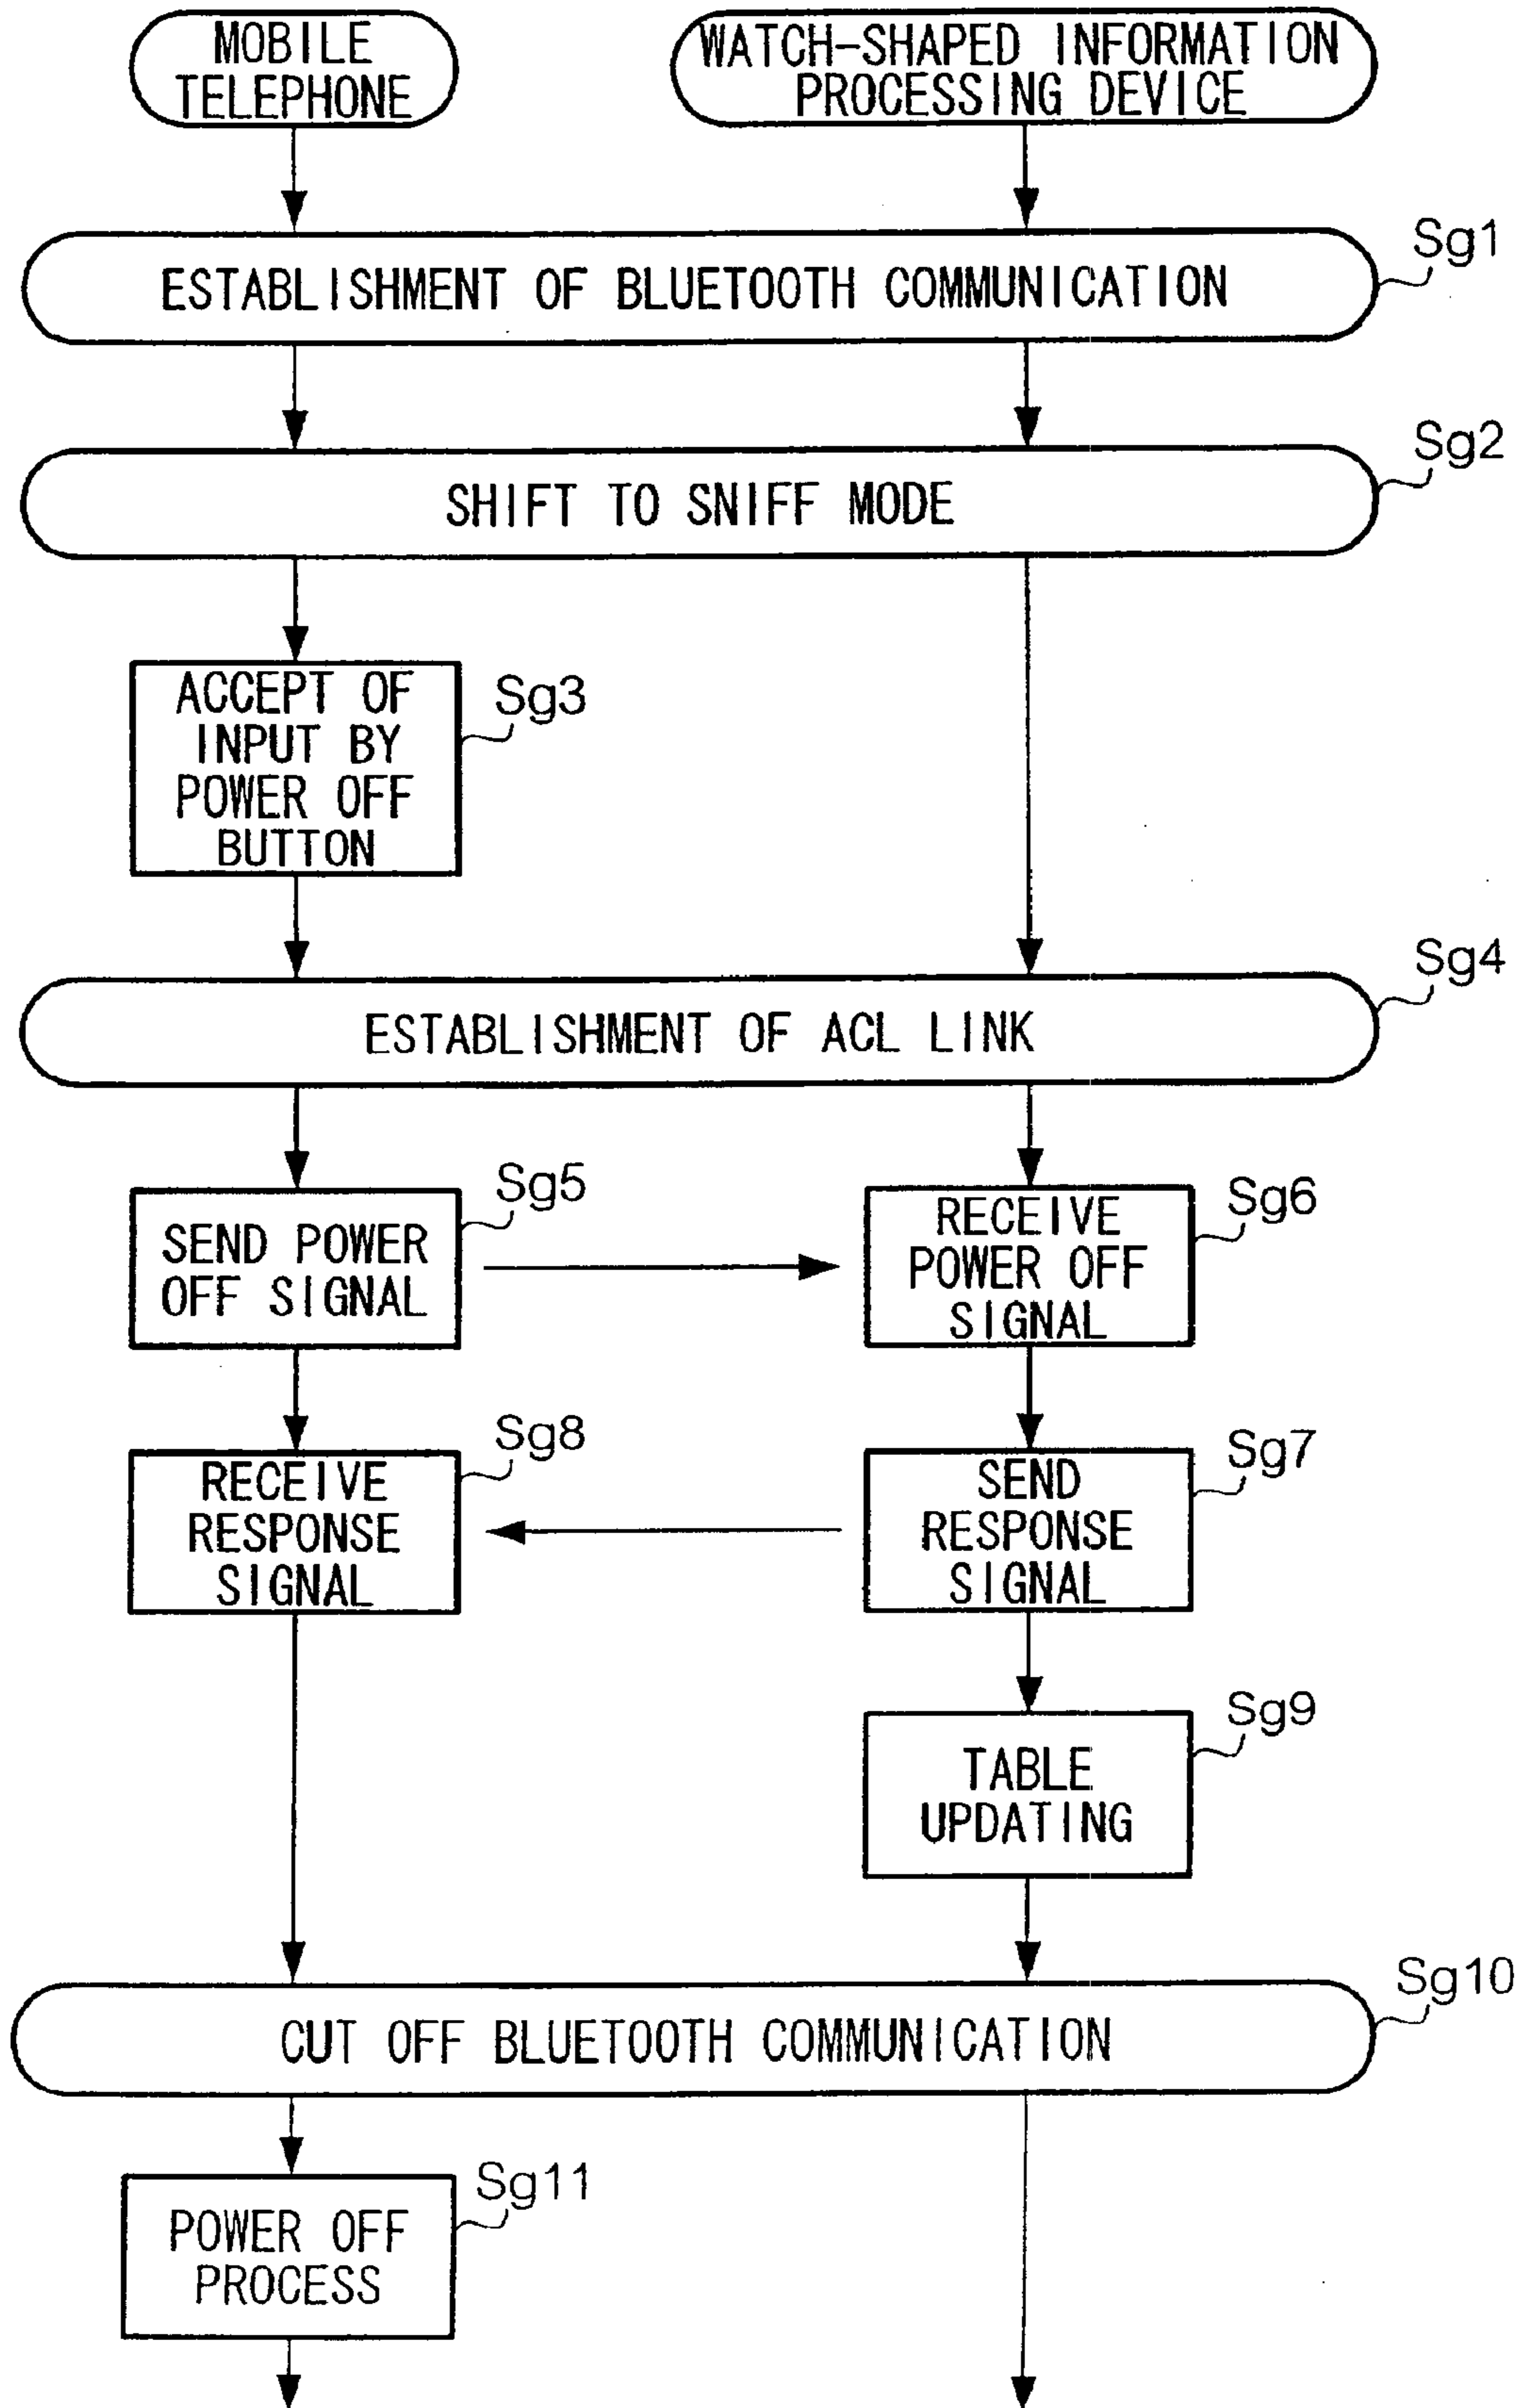 MOBILE
TELEPHONE
WATCH-SHAPED INFORMATION
PROCESSING DEVICE
Sg1
ESTABLISHMENT OF BLUETOOTH COMMUNICATION
Sg2
SHIFT TO SNIFF MODE
Sg3
ACCEPT OF
INPUT BY
POWER OFF
BUTTON
Sg4
ESTABLISHMENT OF ACL LINK
Sg5
SEND POWER
OFF SIGNAL
Sg6
RECEIVE
POWER OFF
SIGNAL
Sg8
RECEIVE
RESPONSE
SIGNAL
Sg7
SEND
RESPONSE
SIGNAL
Sg9
TABLE
UPDATING
Sg10
CUT OFF BLUETOOTH COMMUNICATION
Sg11
POWER OFF
PROCESS